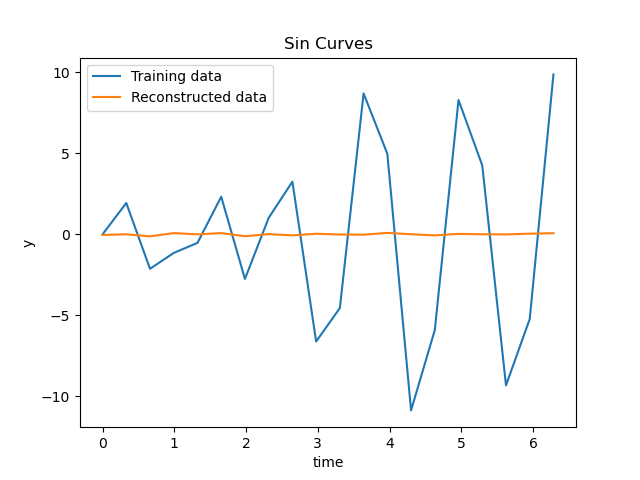 Sin Curves
Training data
Reconstructed data
10
5
0
−5
−10
y
0 1 2 3 4 5 6
time